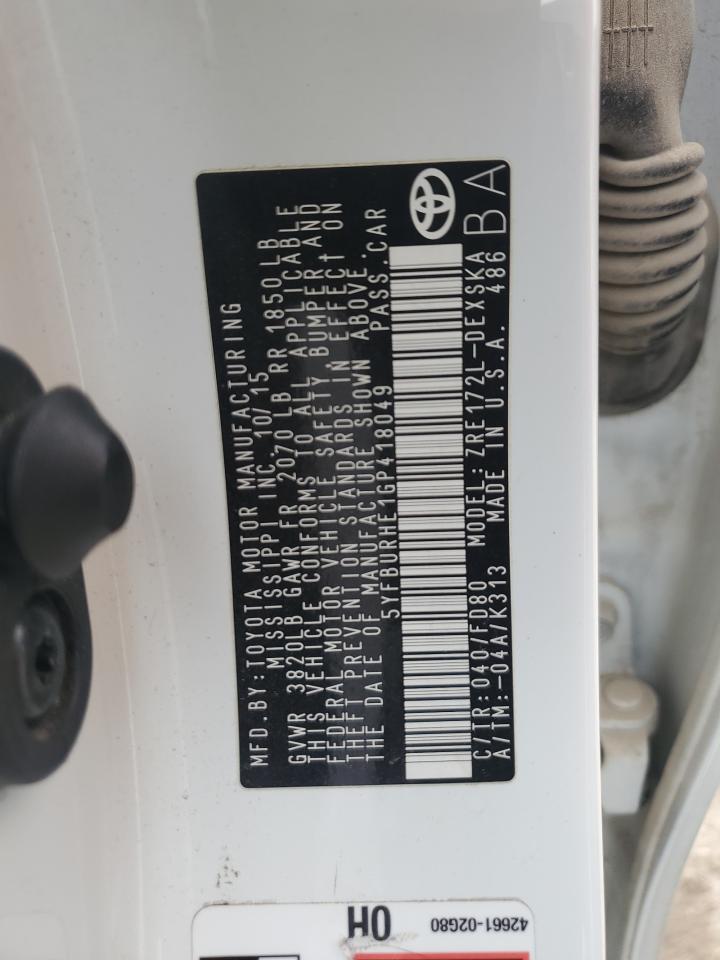 MFD.BY:TOYOTA MOTOR MANUFACTURING
MISSISSIPPI INC.10/15
GVWR 3820LB GAWR FR 2070 LB RR 1850 LB
THIS VEHICLE CONFORMS TO ALL APPLICABLE
FEDERAL MOTOR VEHICLE SAFETY, BUMPER, AND
THEFT PREVENTION STANDARDS IN EFFECT ON
THE DATE OF MANUFACTURE SHOWN ABOVE.
5YFBURHE1GP418049 PASS.CAR
C/TR:040/FD80 MODEL:ZRE172L-DEXSKA
A/TM:-04A/K313 MADE IN U.S.A. 486
BA
42661-02G80
0H